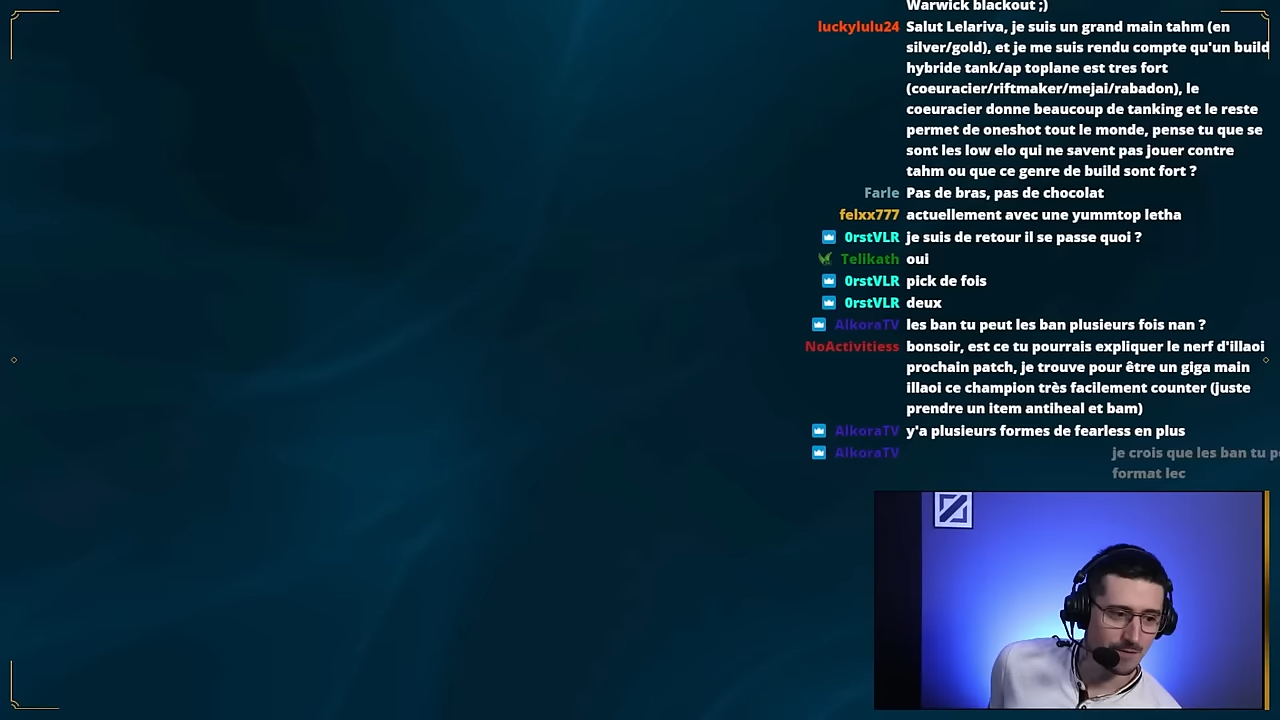 Warwick blackout ;)
luckylulu24 Salut Lelariva, je suis un grand main tahm (en
silver/gold), et je me suis rendu compte qu'un build
hybride tank/ap toplane est tres fort
(coeuracier/riftmaker/mejai/rabadon), le
coeuracier donne beaucoup de tanking et le reste
permet de oneshot tout le monde, pense tu que se
sont les low elo qui ne savent pas jouer contre
tahm ou que ce genre de build sont fort ?
Farle Pas de bras, pas de chocolat
felxx777 actuellement avec une yummtop letha
0rstVLR je suis de retour il se passe quoi ?
Telikath oui
0rstVLR pick de fois
0rstVLR deux
AlkoraTV les ban tu peut les ban plusieurs fois nan ?
NoActivitiess bonsoir, est ce tu pourrais expliquer le nerf d'illaoi
prochain patch, je trouve pour être un giga main
illaoi ce champion très facilement counter (juste
prendre un item antiheal et bam)
AlkoraTV y'a plusieurs formes de fearless en plus
AlkoraTV je crois que les ban tu
format lec